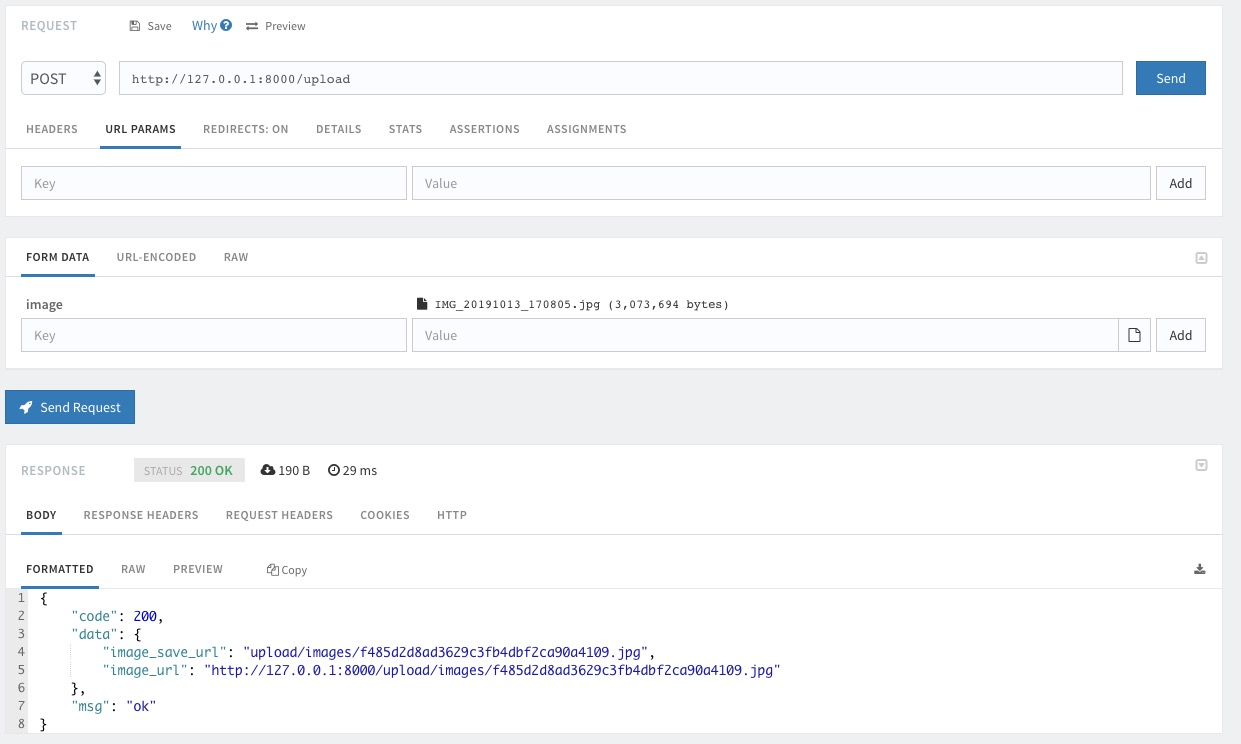 REQUEST Save Why? Preview
POST http://127.0.0.1:8000/upload Send
HEADERS URL PARAMS REDIRECTS: ON DETAILS STATS ASSERTIONS ASSIGNMENTS
Key Value Add
FORM DATA URL-ENCODED RAW
image IMG_20191013_170805.jpg (3,073,694 bytes)
Key Value Add
Send Request
RESPONSE STATUS 200 OK 190 B 29 ms
BODY RESPONSE HEADERS REQUEST HEADERS COOKIES HTTP
FORMATTED RAW PREVIEW Copy
1 {
2 "code": 200,
3 "data": {
4 "image_save_url": "upload/images/f485d2d8ad3629c3fb4dbf2ca90a4109.jpg",
5 "image_url": "http://127.0.0.1:8000/upload/images/f485d2d8ad3629c3fb4dbf2ca90a4109.jpg"
6 },
7 "msg": "ok"
8 }